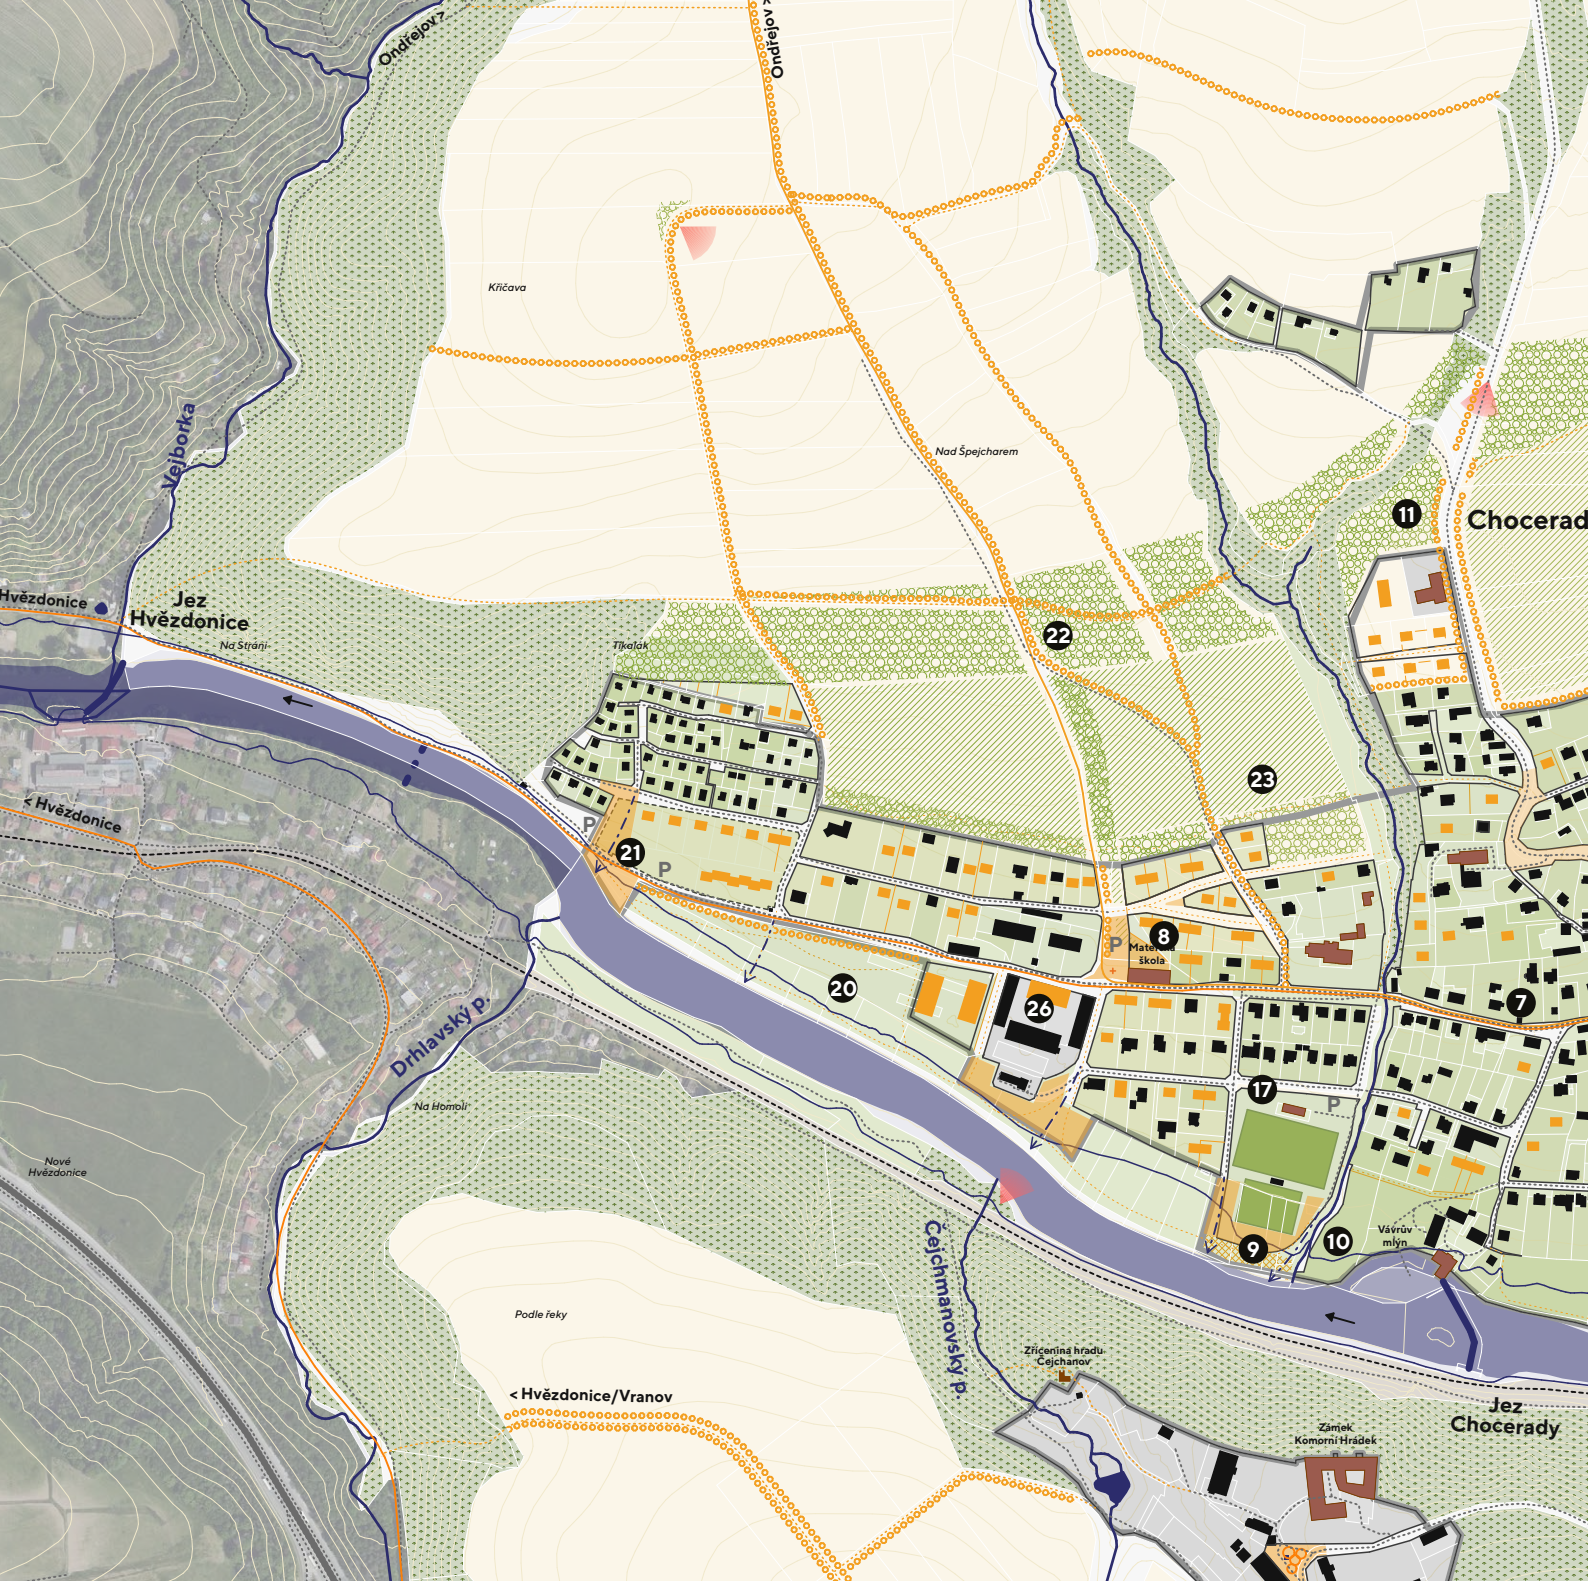 Ondřejov >
Ondřejov >
Křičava
Vejborka
Nad Špejcharem
11
Chocerad
Hvězdonice
Jez
Hvězdonice
Na Stráni
Tikalák
22
23
< Hvězdonice
P
21
P
8
P
Mateřská
škola
20
26
7
Drhlavský p.
Na Homoli
17
P
Nové
Hvězdonice
Čejchmanovský p.
9
10
Vávrův
mlýn
Podle řeky
Zřícenina hradu
Čejchanov
< Hvězdonice/Vranov
Jez
Chocerady
Zámek
Komorní Hrádek